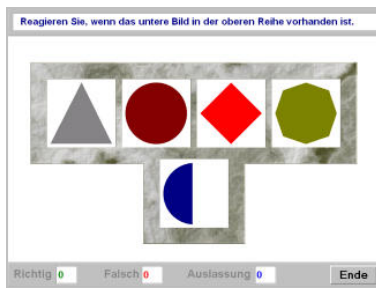 Reagieren Sie, wenn das untere Bild in der oberen Reihe vorhanden ist.
Richtig 0 Falsch 0 Auslassung 0 Ende